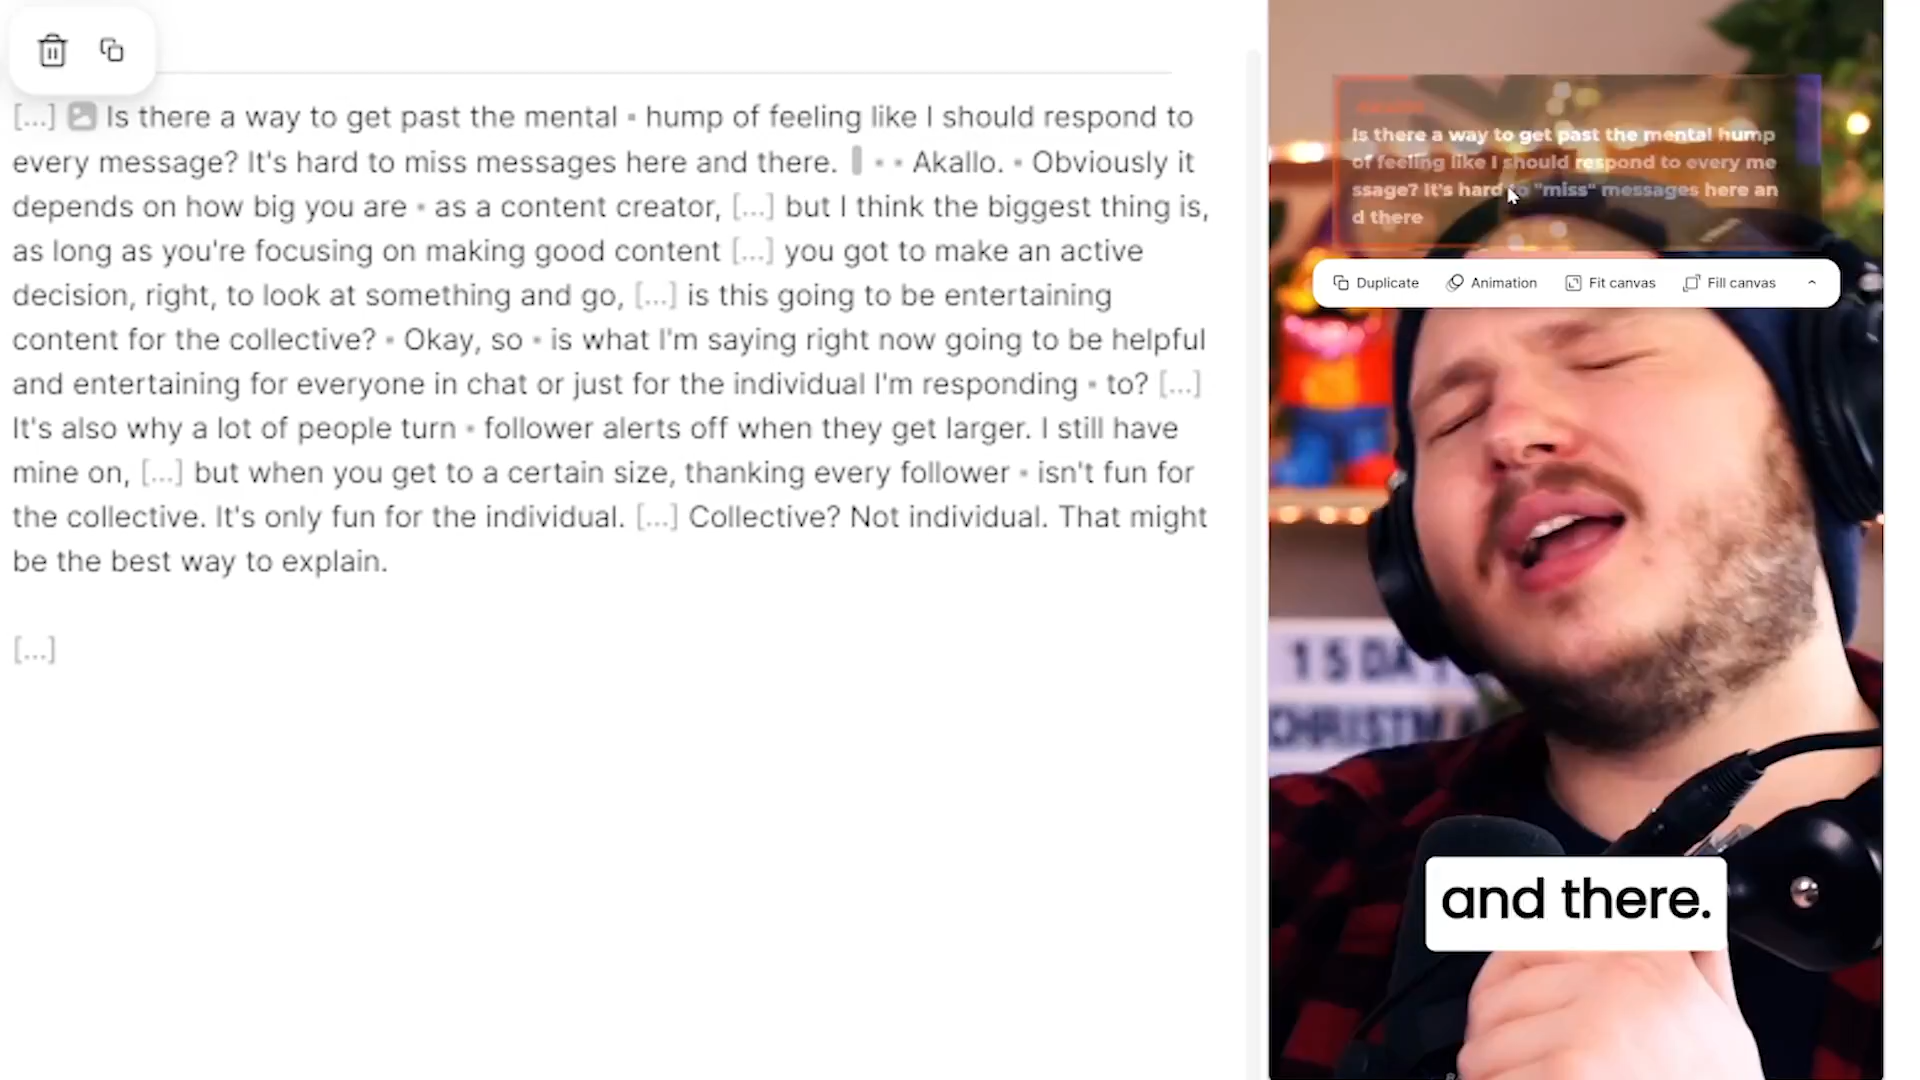 [...] Is there a way to get past the mental • hump of feeling like I should respond to
every message? It's hard to miss messages here and there. • • Akallo. • Obviously it
depends on how big you are • as a content creator, [...] but I think the biggest thing is,
as long as you're focusing on making good content [...] you got to make an active
decision, right, to look at something and go, [...] is this going to be entertaining
content for the collective? • Okay, so • is what I'm saying right now going to be helpful
and entertaining for everyone in chat or just for the individual I'm responding • to? [...]
It's also why a lot of people turn • follower alerts off when they get larger. I still have
mine on, [...] but when you get to a certain size, thanking every follower • isn't fun for
the collective. It's only fun for the individual. [...] Collective? Not individual. That might
be the best way to explain.
[...]
Is there a way to get past the mental hump
of feeling like I should respond to every me
ssage? It's hard to "miss" messages here an
d there
Duplicate Animation Fit canvas Fill canvas
15 DA
CHRISTM
and there.